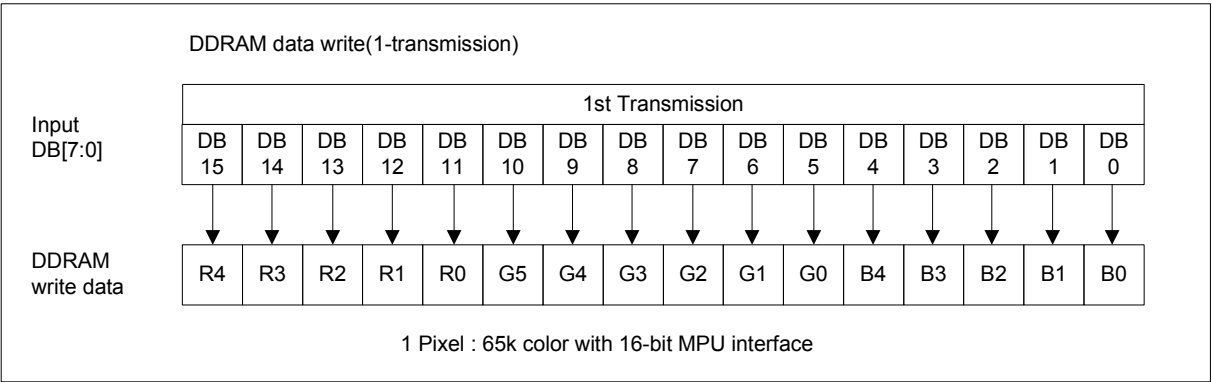 DDRAM data write(1-transmission)
1st Transmission
Input
DB[7:0]
DB 15 DB 14 DB 13 DB 12 DB 11 DB 10 DB 9 DB 8 DB 7 DB 6 DB 5 DB 4 DB 3 DB 2 DB 1 DB 0
DDRAM
write data
R4 R3 R2 R1 R0 G5 G4 G3 G2 G1 G0 B4 B3 B2 B1 B0
1 Pixel : 65k color with 16-bit MPU interface